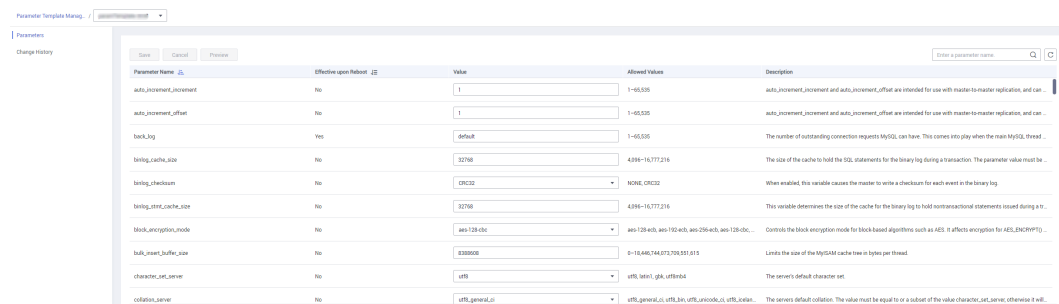 Parameter Template Manag... /
Parameters
Change History
Save Cancel Preview Enter a parameter name.
Parameter Name Effective upon Reboot Value Allowed Values Description
auto_increment_increment No 1 1–65,535 auto_increment_increment and auto_increment_offset are intended for use with master-to-master replication, and can ...
auto_increment_offset No 1 1–65,535 auto_increment_increment and auto_increment_offset are intended for use with master-to-master replication, and can ...
back_log Yes default 1–65,535 The number of outstanding connection requests MySQL can have. This comes into play when the main MySQL thread ...
binlog_cache_size No 32768 4,096–16,777,216 The size of the cache to hold the SQL statements for the binary log during a transaction. The parameter value must be ...
binlog_checksum No CRC32 NONE, CRC32 When enabled, this variable causes the master to write a checksum for each event in the binary log.
binlog_stmt_cache_size No 32768 4,096–16,777,216 This variable determines the size of the cache for the binary log to hold nontransactional statements issued during a tr...
block_encryption_mode No aes-128-cbc aes-128-ecb, aes-192-ecb, aes-256-ecb, aes-128-cbc,... Controls the block encryption mode for block-based algorithms such as AES. It affects encryption for AES_ENCRYPT() ...
bulk_insert_buffer_size No 8388608 0–18,446,744,073,709,551,615 Limits the size of the MyISAM cache tree in bytes per thread.
character_set_server No utf8 utf8, latin1, gbk, utf8mb4 The server's default character set.
collation_server No utf8_general_ci utf8_general_ci, utf8_bin, utf8_unicode_ci, utf8_icelan... The servers default collation. The value must be equal to or a subset of the value character_set_server, otherwise it will...